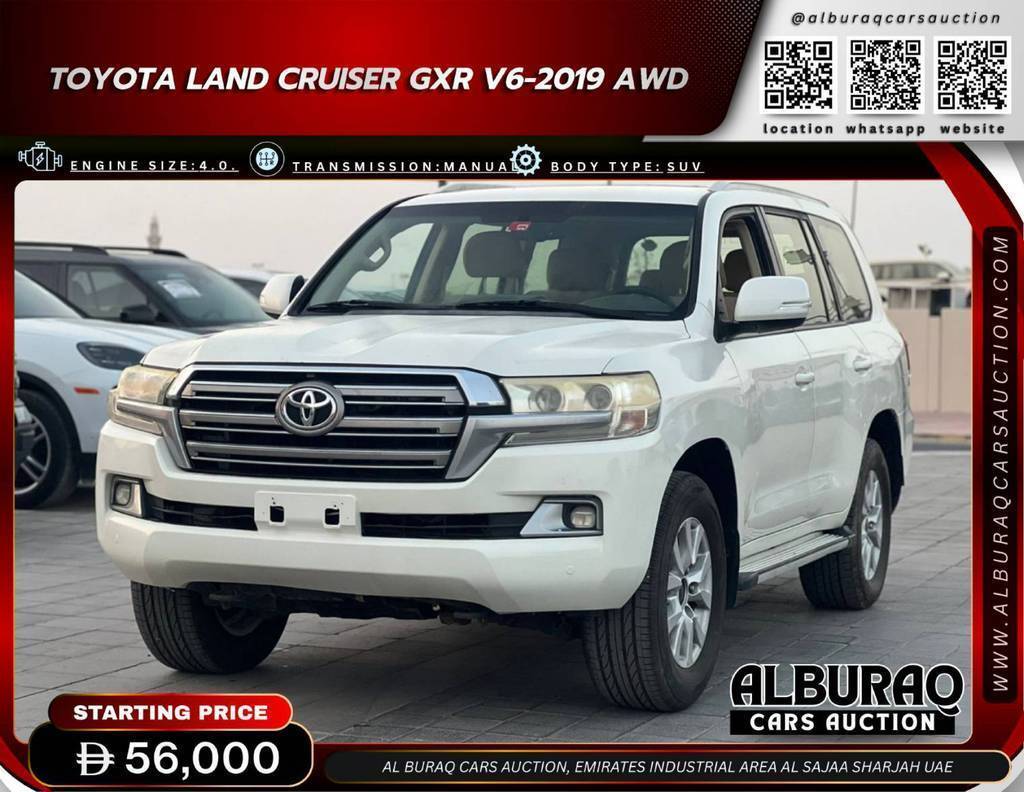 @alburaqcarsauction
TOYOTA LAND CRUISER GXR V6-2019 AWD
location whatsapp website
ENGINE SIZE:4.0.
TRANSMISSION:MANUA
BODY TYPE: SUV
WWW.ALBURAQCARSAUCTION.COM
ALBURAQ
CARS AUCTION
STARTING PRICE
56,000
AL BURAQ CARS AUCTION, EMIRATES INDUSTRIAL AREA AL SAJAA SHARJAH UAE